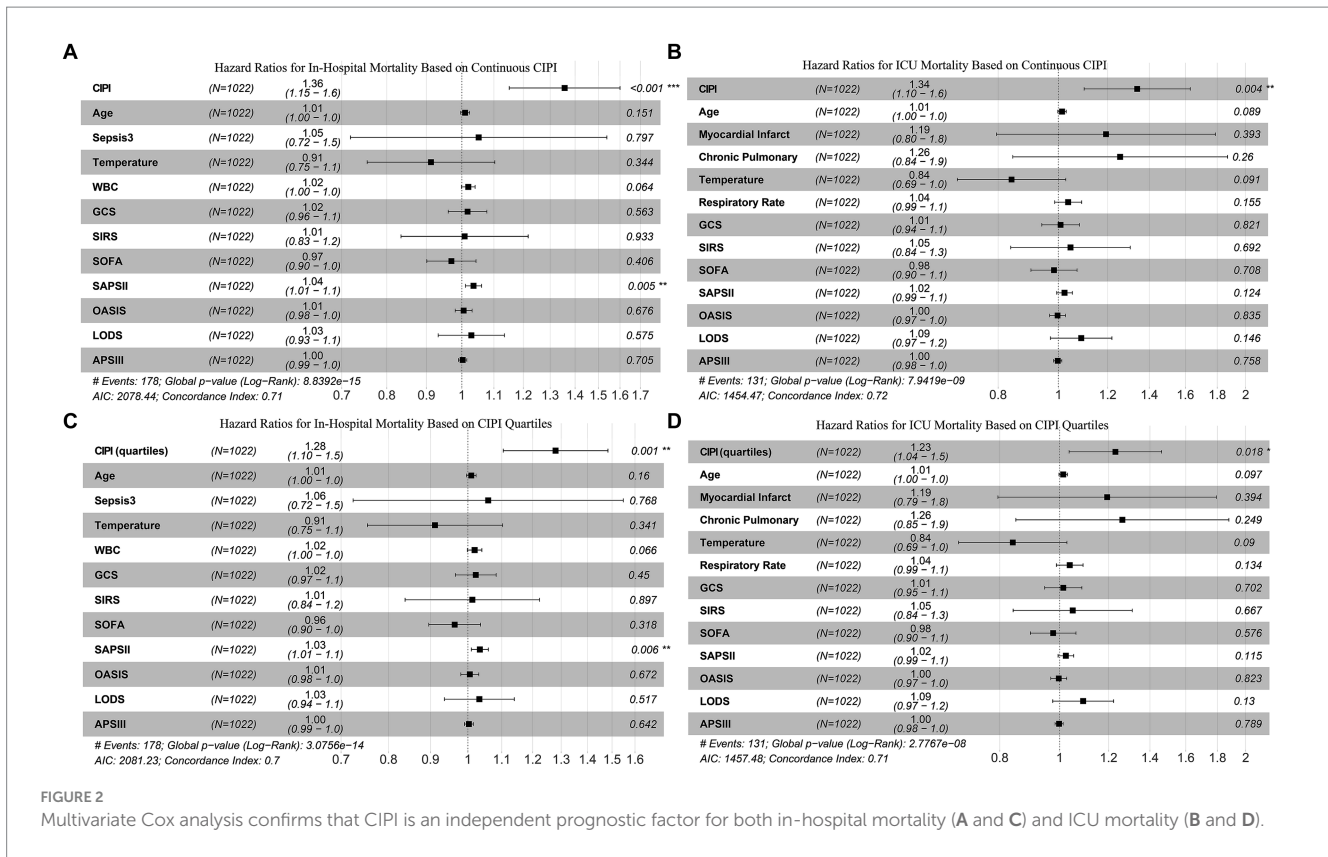 A
Hazard Ratios for In-Hospital Mortality Based on Continuous CIPI
CIPI (N=1022) 1.36 (1.15 − 1.6) <0.001 ***
Age (N=1022) 1.01 (1.00 − 1.0) 0.151
Sepsis3 (N=1022) 1.05 (0.72 − 1.5) 0.797
Temperature (N=1022) 0.91 (0.75 − 1.1) 0.344
WBC (N=1022) 1.02 (1.00 − 1.0) 0.064
GCS (N=1022) 1.02 (0.96 − 1.1) 0.563
SIRS (N=1022) 1.01 (0.83 − 1.2) 0.933
SOFA (N=1022) 0.97 (0.90 − 1.0) 0.406
SAPSII (N=1022) 1.04 (1.01 − 1.1) 0.005 **
OASIS (N=1022) 1.01 (0.98 − 1.0) 0.676
LODS (N=1022) 1.03 (0.93 − 1.1) 0.575
APSIII (N=1022) 1.00 (0.99 − 1.0) 0.705
# Events: 178; Global p−value (Log−Rank): 8.8392e−15
AIC: 2078.44; Concordance Index: 0.71
0.7 0.8 0.9 1 1.1 1.2 1.3 1.4 1.5 1.6 1.7
B
Hazard Ratios for ICU Mortality Based on Continuous CIPI
CIPI (N=1022) 1.34 (1.10 − 1.6) 0.004 **
Age (N=1022) 1.01 (1.00 − 1.0) 0.089
Myocardial Infarct (N=1022) 1.19 (0.80 − 1.8) 0.393
Chronic Pulmonary (N=1022) 1.26 (0.84 − 1.9) 0.26
Temperature (N=1022) 0.84 (0.69 − 1.0) 0.091
Respiratory Rate (N=1022) 1.04 (0.99 − 1.1) 0.155
GCS (N=1022) 1.01 (0.94 − 1.1) 0.821
SIRS (N=1022) 1.05 (0.84 − 1.3) 0.692
SOFA (N=1022) 0.98 (0.90 − 1.1) 0.708
SAPSII (N=1022) 1.02 (0.99 − 1.1) 0.124
OASIS (N=1022) 1.00 (0.97 − 1.0) 0.835
LODS (N=1022) 1.09 (0.97 − 1.2) 0.146
APSIII (N=1022) 1.00 (0.98 − 1.0) 0.758
# Events: 131; Global p−value (Log−Rank): 7.9419e−09
AIC: 1454.47; Concordance Index: 0.72
0.8 1 1.2 1.4 1.6 1.8 2
C
Hazard Ratios for In-Hospital Mortality Based on CIPI Quartiles
CIPI (quartiles) (N=1022) 1.28 (1.10 − 1.5) 0.001 **
Age (N=1022) 1.01 (1.00 − 1.0) 0.16
Sepsis3 (N=1022) 1.06 (0.72 − 1.5) 0.768
Temperature (N=1022) 0.91 (0.75 − 1.1) 0.341
WBC (N=1022) 1.02 (1.00 − 1.0) 0.066
GCS (N=1022) 1.02 (0.97 − 1.1) 0.45
SIRS (N=1022) 1.01 (0.84 − 1.2) 0.897
SOFA (N=1022) 0.96 (0.90 − 1.0) 0.318
SAPSII (N=1022) 1.03 (1.01 − 1.1) 0.006 **
OASIS (N=1022) 1.01 (0.98 − 1.0) 0.672
LODS (N=1022) 1.03 (0.94 − 1.1) 0.517
APSIII (N=1022) 1.00 (0.99 − 1.0) 0.642
# Events: 178; Global p−value (Log−Rank): 3.0756e−14
AIC: 2081.23; Concordance Index: 0.7
0.7 0.8 0.9 1 1.1 1.2 1.3 1.4 1.5 1.6
D
Hazard Ratios for ICU Mortality Based on CIPI Quartiles
CIPI (quartiles) (N=1022) 1.23 (1.04 − 1.5) 0.018 *
Age (N=1022) 1.01 (1.00 − 1.0) 0.097
Myocardial Infarct (N=1022) 1.19 (0.79 − 1.8) 0.394
Chronic Pulmonary (N=1022) 1.26 (0.85 − 1.9) 0.249
Temperature (N=1022) 0.84 (0.69 − 1.0) 0.09
Respiratory Rate (N=1022) 1.04 (0.99 − 1.1) 0.134
GCS (N=1022) 1.01 (0.95 − 1.1) 0.702
SIRS (N=1022) 1.05 (0.84 − 1.3) 0.667
SOFA (N=1022) 0.98 (0.90 − 1.1) 0.576
SAPSII (N=1022) 1.02 (0.99 − 1.1) 0.115
OASIS (N=1022) 1.00 (0.97 − 1.0) 0.823
LODS (N=1022) 1.09 (0.97 − 1.2) 0.13
APSIII (N=1022) 1.00 (0.98 − 1.0) 0.789
# Events: 131; Global p−value (Log−Rank): 2.7767e−08
AIC: 1457.48; Concordance Index: 0.71
0.8 1 1.2 1.4 1.6 1.8 2
FIGURE 2
Multivariate Cox analysis confirms that CIPI is an independent prognostic factor for both in-hospital mortality (A and C) and ICU mortality (B and D).